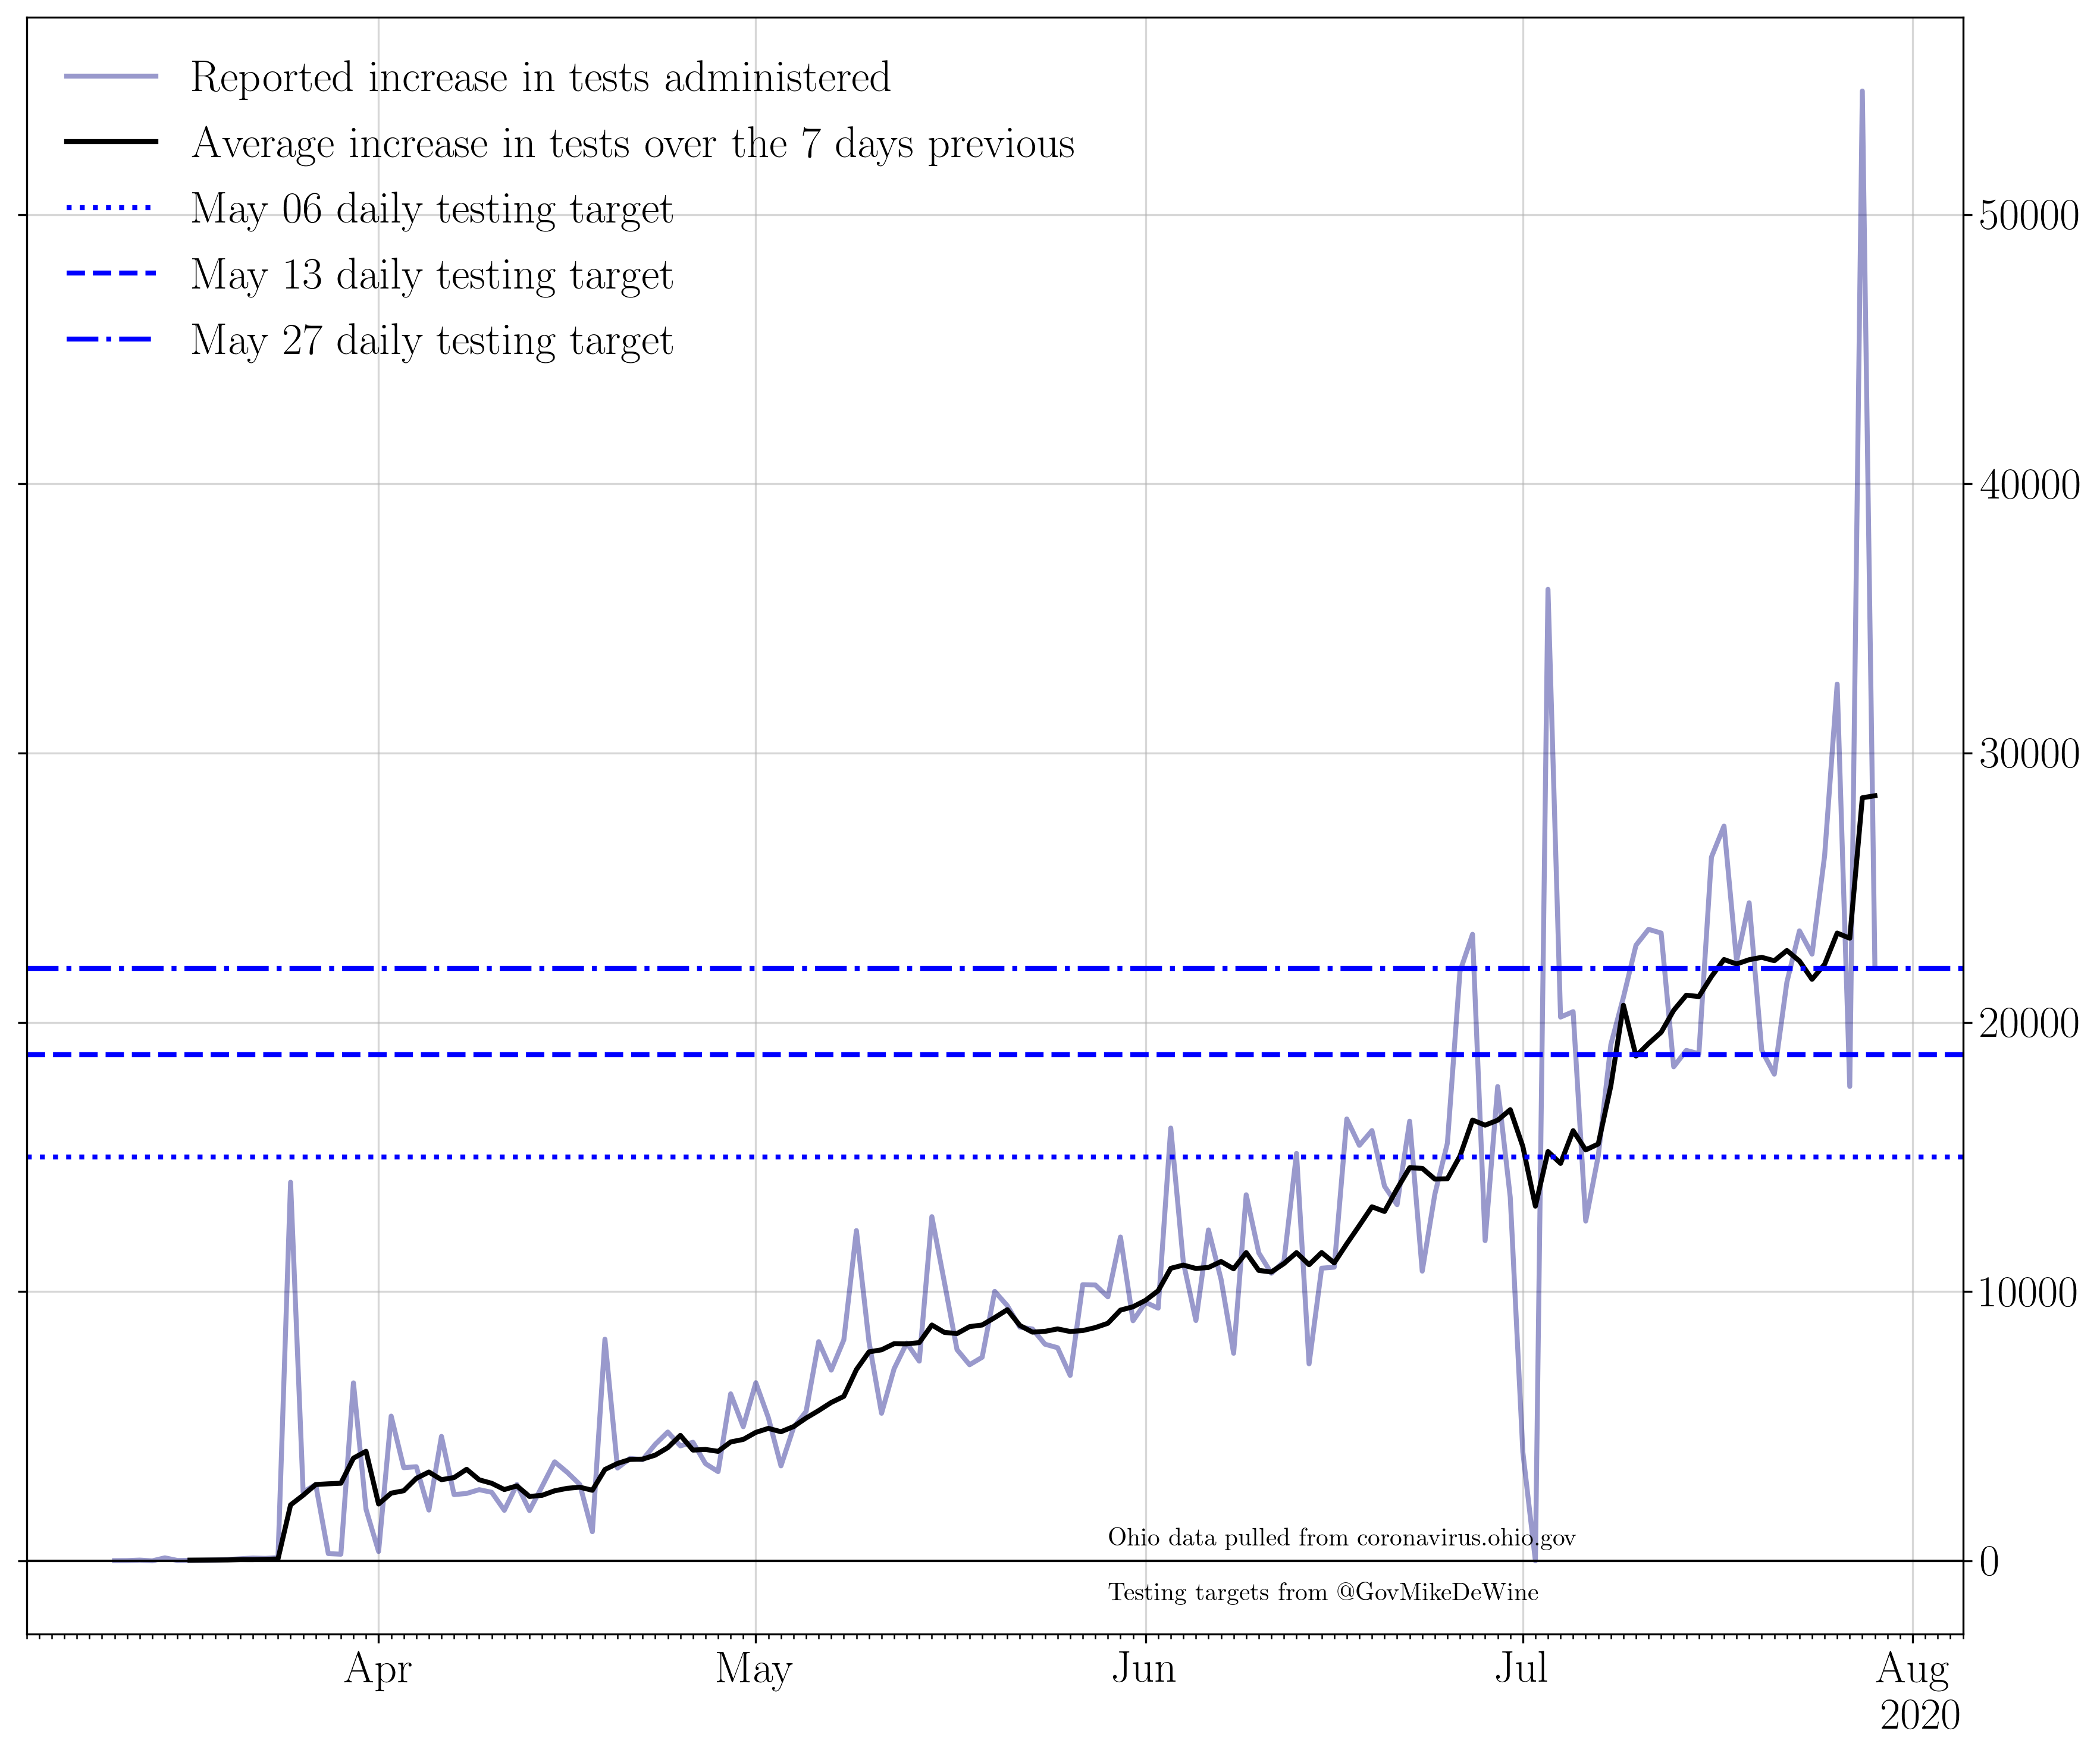 Reported increase in tests administered
Average increase in tests over the 7 days previous
May 06 daily testing target
May 13 daily testing target
May 27 daily testing target
50000
40000
30000
20000
10000
0
Ohio data pulled from coronavirus.ohio.gov
Testing targets from @GovMikeDeWine
Apr
May
Jun
Jul
Aug
2020